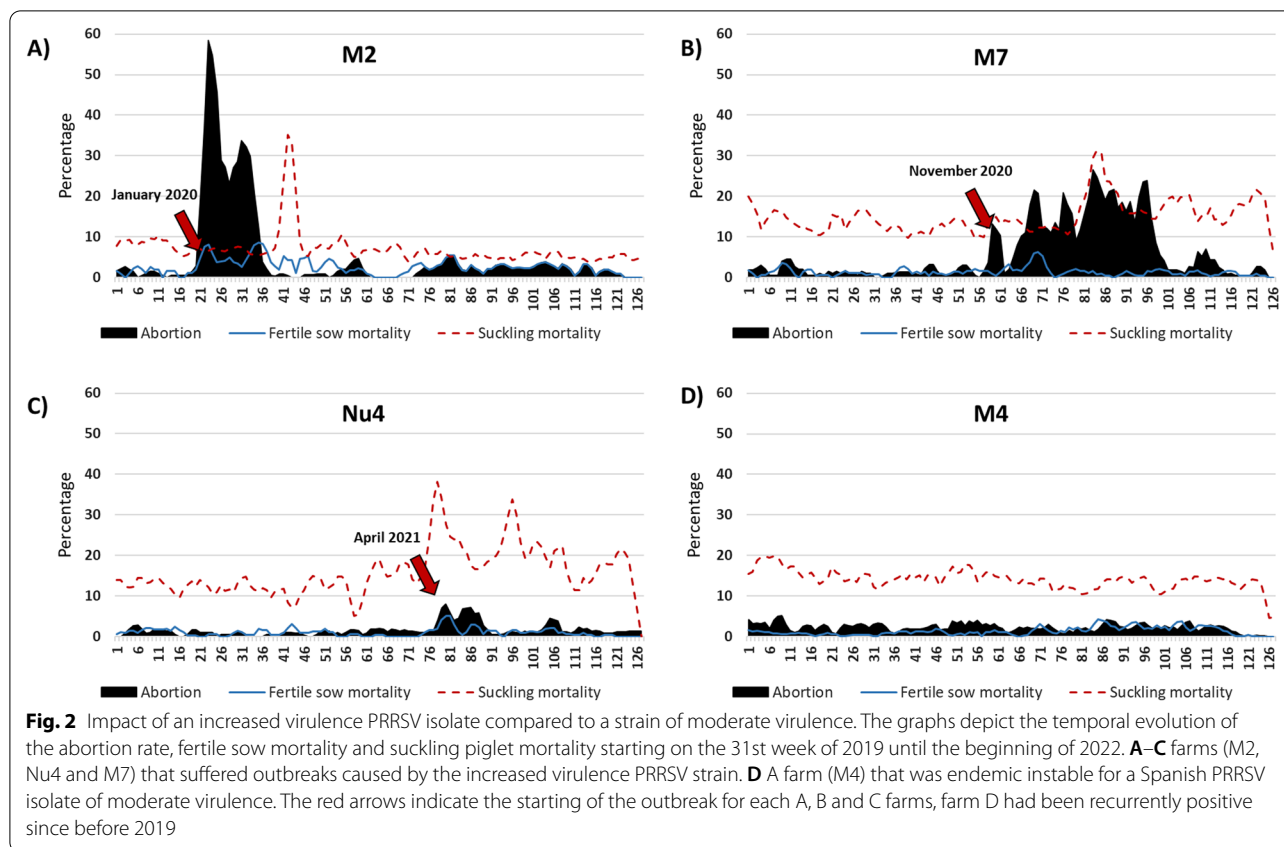 A)
M2
60
50
40
30
20
10
0
Percentage
January 2020
1 6 11 16 21 26 31 36 41 46 51 56 61 66 71 76 81 86 91 96 101 106 111 116 121 126
Abortion Fertile sow mortality Suckling mortality
B)
M7
60
50
40
30
20
10
0
Percentage
November 2020
1 6 11 16 21 26 31 36 41 46 51 56 61 66 71 76 81 86 91 96 101 106 111 116 121 126
Abortion Fertile sow mortality Suckling mortality
C)
Nu4
60
50
40
30
20
10
0
Percentage
April 2021
1 6 11 16 21 26 31 36 41 46 51 56 61 66 71 76 81 86 91 96 101 106 111 116 121 126
Abortion Fertile sow mortality Suckling mortality
D)
M4
60
50
40
30
20
10
0
Percentage
1 6 11 16 21 26 31 36 41 46 51 56 61 66 71 76 81 86 91 96 101 106 111 116 121 126
Abortion Fertile sow mortality Suckling mortality
Fig. 2 Impact of an increased virulence PRRSV isolate compared to a strain of moderate virulence. The graphs depict the temporal evolution of
the abortion rate, fertile sow mortality and suckling piglet mortality starting on the 31st week of 2019 until the beginning of 2022. A–C farms (M2,
Nu4 and M7) that suffered outbreaks caused by the increased virulence PRRSV strain. D A farm (M4) that was endemic instable for a Spanish PRRSV
isolate of moderate virulence. The red arrows indicate the starting of the outbreak for each A, B and C farms, farm D had been recurrently positive
since before 2019